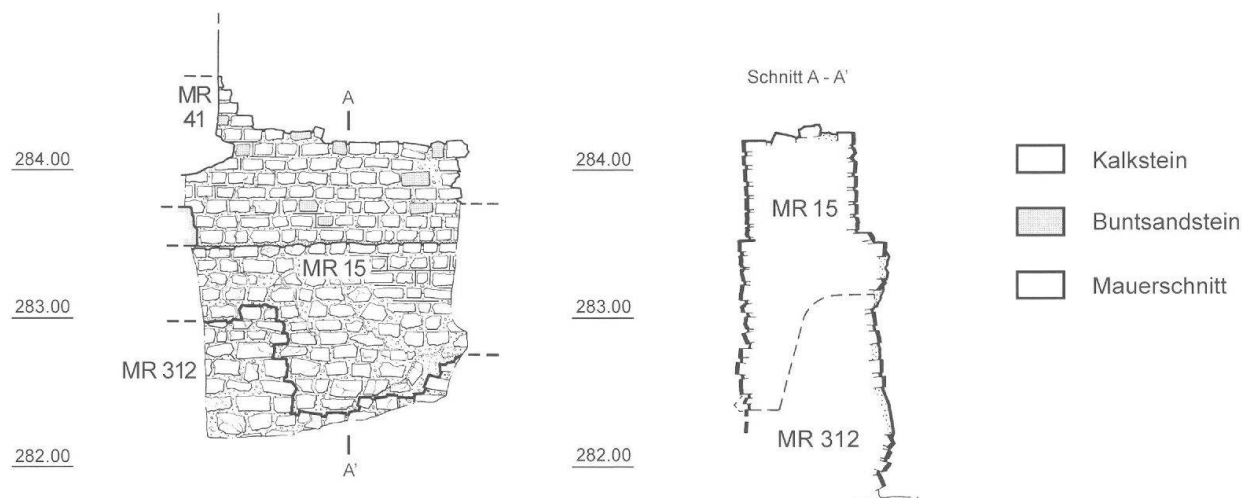 MR
41
A
284.00
MR 15
283.00
MR 312
282.00
A'
Schnitt A - A'
284.00
MR 15
283.00
MR 312
282.00
Kalkstein
Buntsandstein
Mauerschnitt